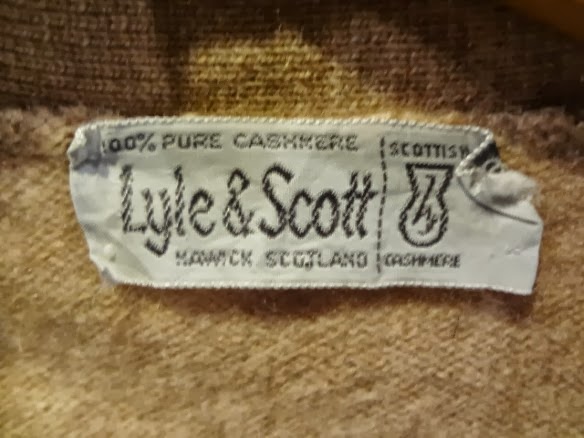 100% PURE CASHMERE
Lyle & Scott
HAWICK SCOTLAND
SCOTTISH
CASHMERE